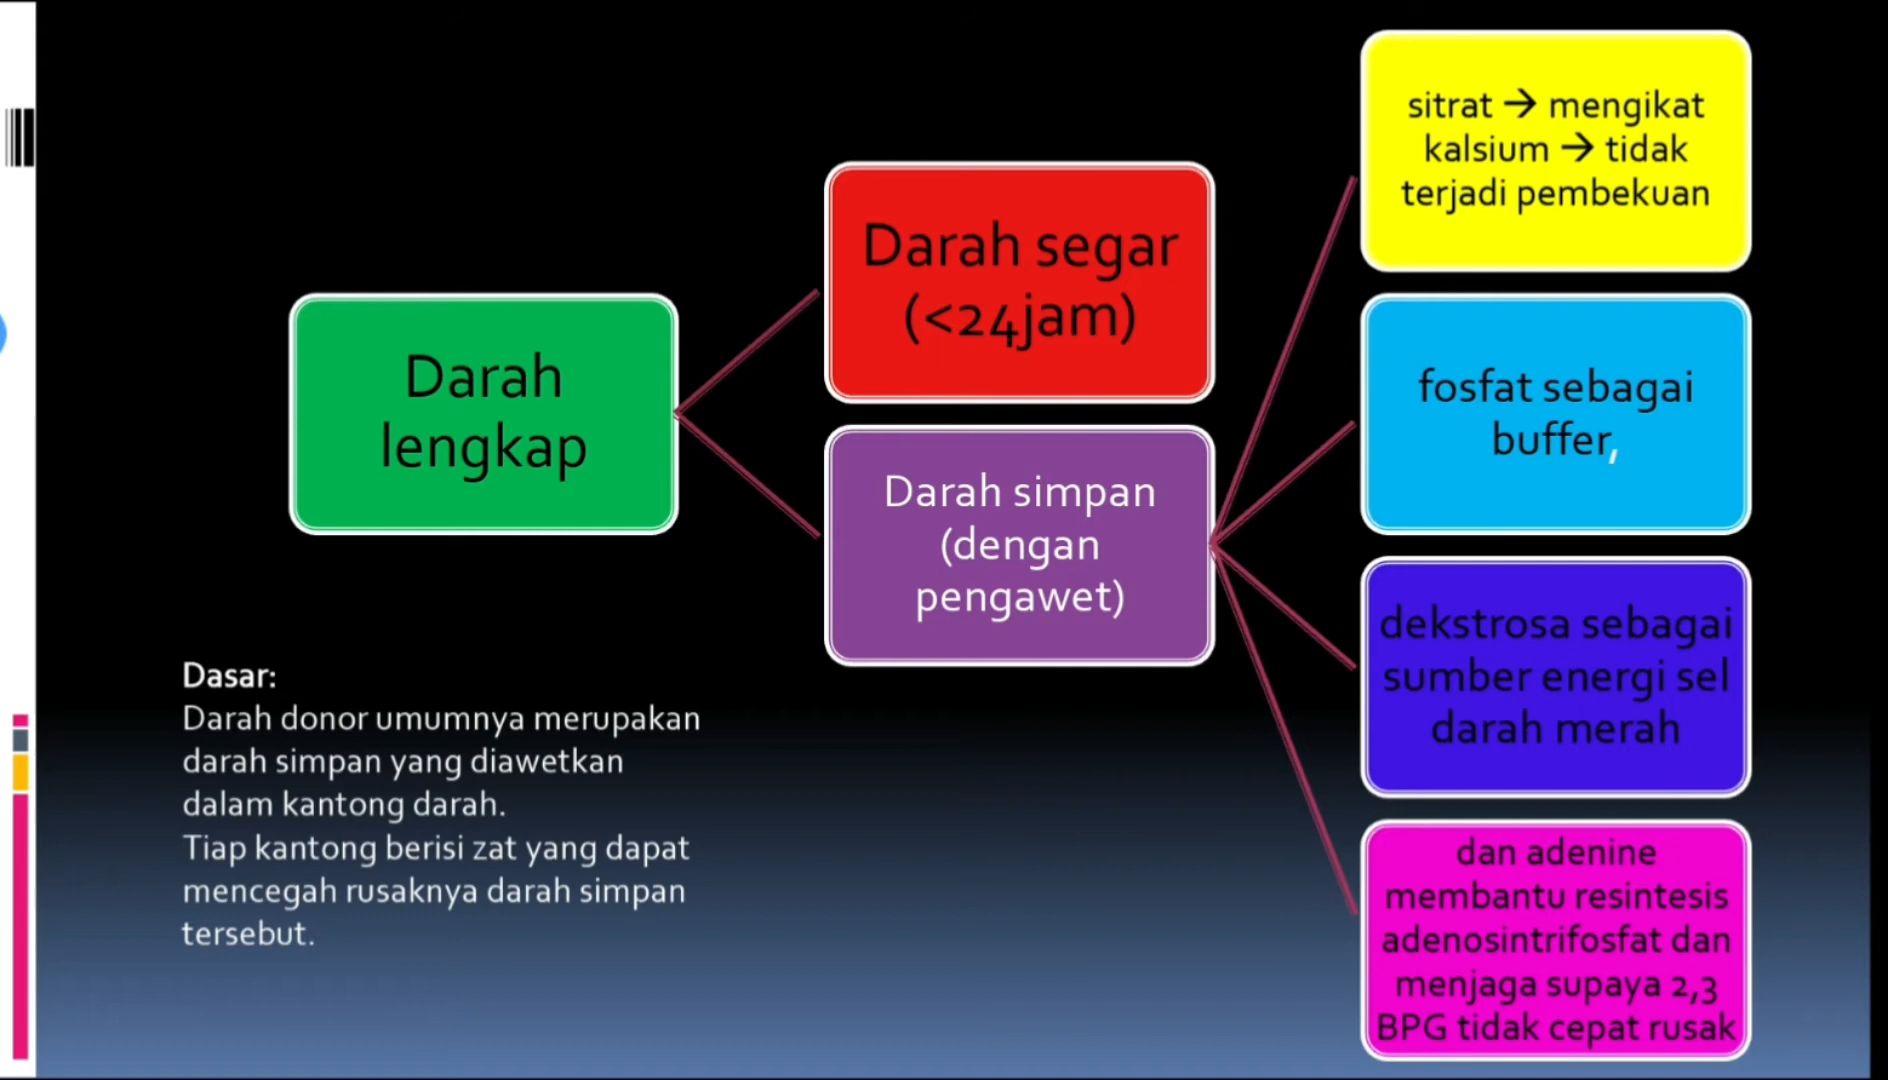 Darah
lengkap
Darah segar
(<24jam)
Darah simpan
(dengan
pengawet)
sitrat → mengikat
kalsium → tidak
terjadi pembekuan
fosfat sebagai
buffer,
dekstrosa sebagai
sumber energi sel
darah merah
dan adenine
membantu resintesis
adenosintrifosfat dan
menjaga supaya 2,3
BPG tidak cepat rusak
Dasar:
Darah donor umumnya merupakan
darah simpan yang diawetkan
dalam kantong darah.
Tiap kantong berisi zat yang dapat
mencegah rusaknya darah simpan
tersebut.